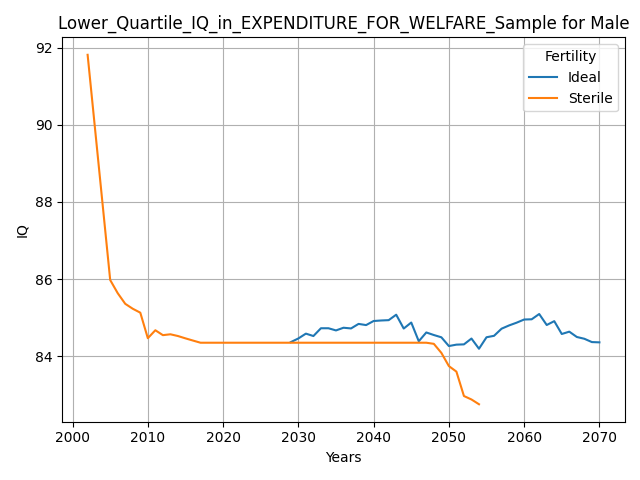 Lower_Quartile_IQ_in_EXPENDITURE_FOR_WELFARE_Sample for Male
Fertility
Ideal
Sterile
92
90
88
86
84
IQ
2000 2010 2020 2030 2040 2050 2060 2070
Years